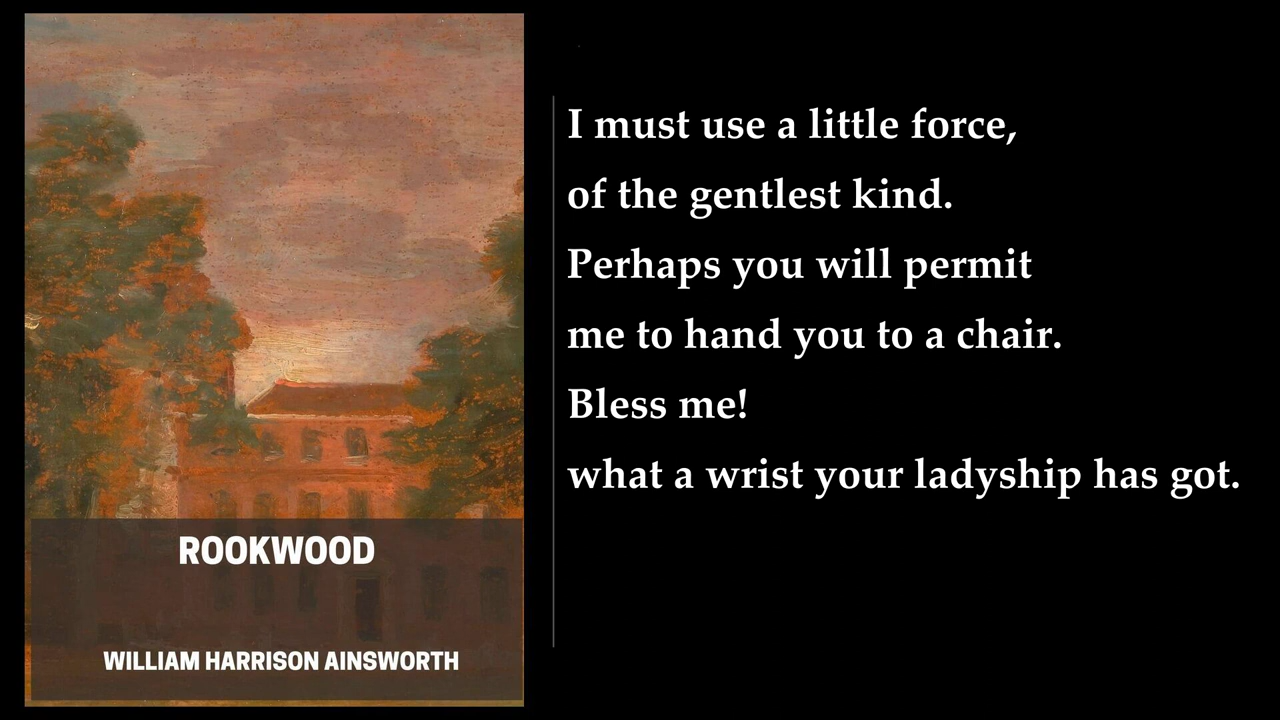 ROOKWOOD
WILLIAM HARRISON AINSWORTH
I must use a little force,
of the gentlest kind.
Perhaps you will permit
me to hand you to a chair.
Bless me!
what a wrist your ladyship has got.